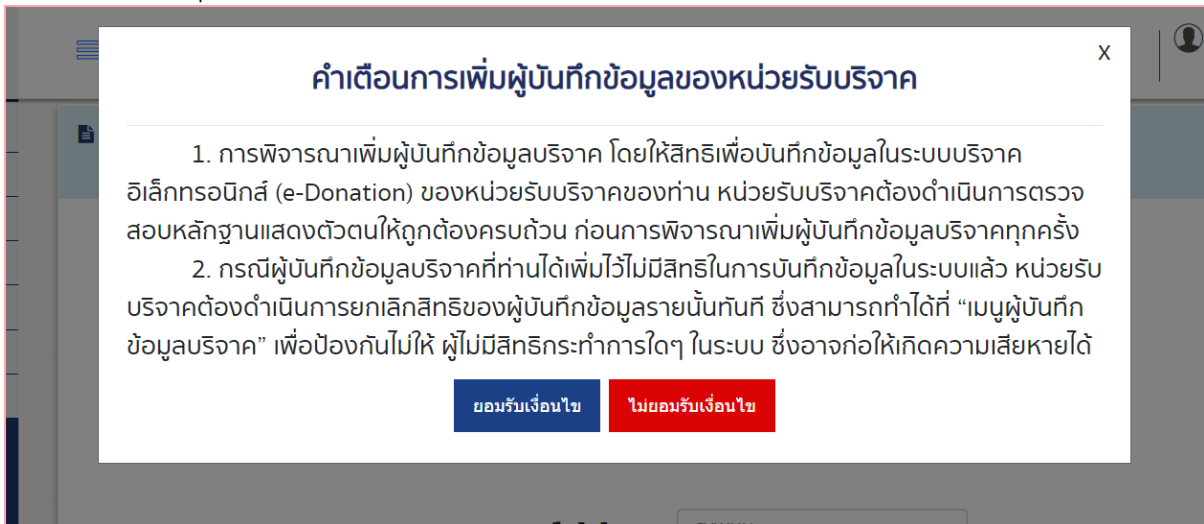 คำเตือนการเพิ่มผู้บันทึกข้อมูลของหน่วยรับบริจาค
X
1. การพิจารณาเพิ่มผู้บันทึกข้อมูลบริจาค โดยให้สิทธิเพื่อบันทึกข้อมูลในระบบบริจาค
อิเล็กทรอนิกส์ (e-Donation) ของหน่วยรับบริจาคของท่าน หน่วยรับบริจาคต้องดำเนินการตรวจ
สอบหลักฐานแสดงตัวตนให้ถูกต้องครบถ้วน ก่อนการพิจารณาเพิ่มผู้บันทึกข้อมูลบริจาคทุกครั้ง
2. กรณีผู้บันทึกข้อมูลบริจาคที่ท่านได้เพิ่มไว้ไม่มีสิทธิในการบันทึกข้อมูลในระบบแล้ว หน่วยรับ
บริจาคต้องดำเนินการยกเลิกสิทธิของผู้บันทึกข้อมูลรายนั้นทันที ซึ่งสามารถทำได้ที่ “เมนูผู้บันทึก
ข้อมูลบริจาค” เพื่อป้องกันไม่ให้ ผู้ไม่มีสิทธิกระทำการใดๆ ในระบบ ซึ่งอาจก่อให้เกิดความเสียหายได้
ยอมรับเงื่อนไข
ไม่ยอมรับเงื่อนไข